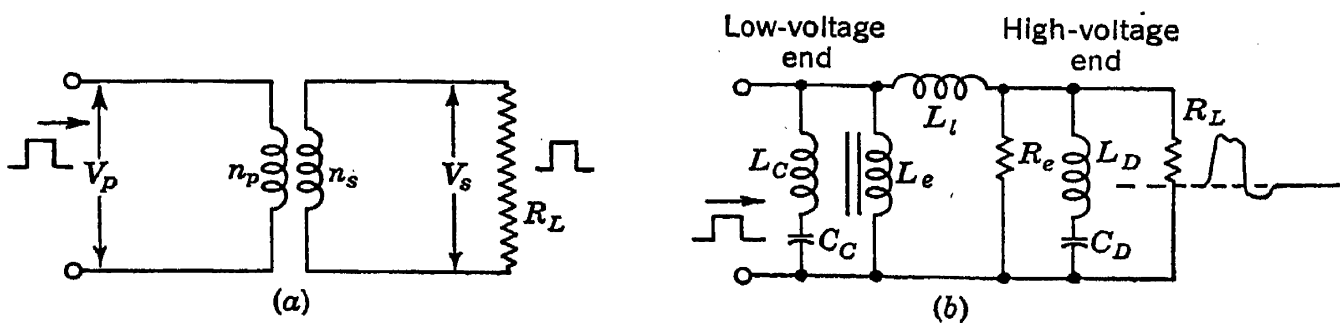 V_p
n_p
n_s
V_s
R_L
(a)
Low-voltage
end
High-voltage
end
L_l
L_C
L_e
R_e
L_D
R_L
C_C
C_D
(b)